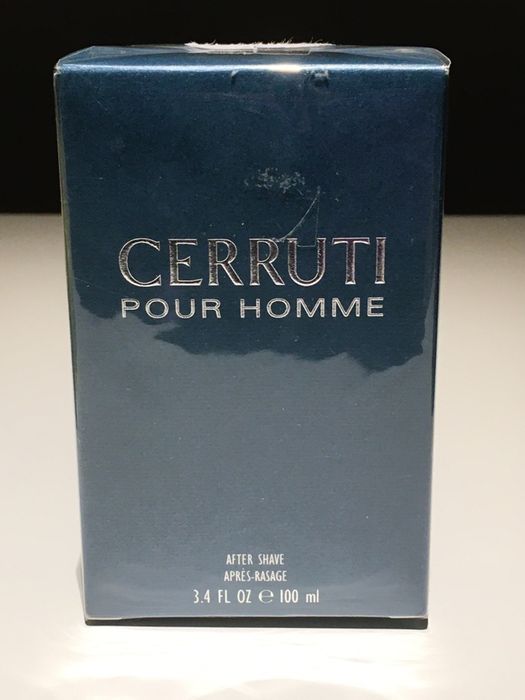 CERRUTI
POUR HOMME
AFTER SHAVE
APRÈS-RASAGE
3.4 FL OZ ℮ 100 ml